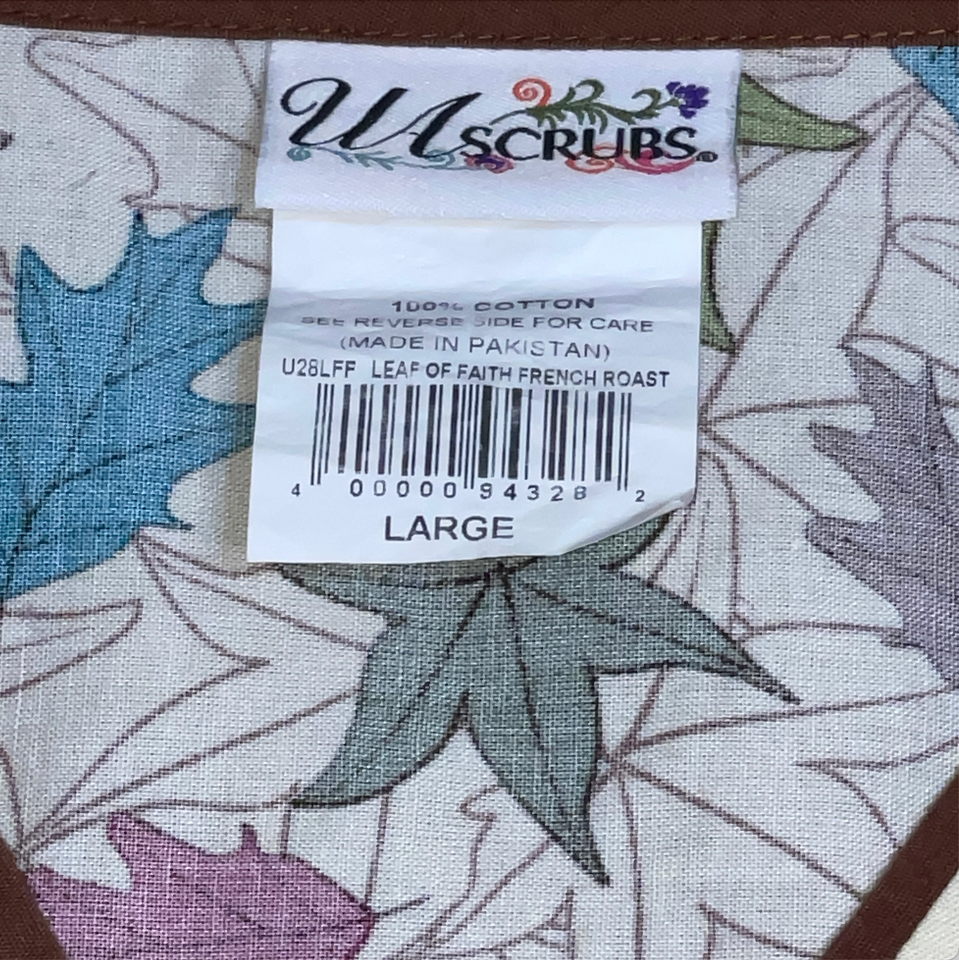 UA SCRUBS®
100% COTTON
SEE REVERSE SIDE FOR CARE
(MADE IN PAKISTAN)
U28LFF LEAF OF FAITH FRENCH ROAST
4 00000 94328 2
LARGE